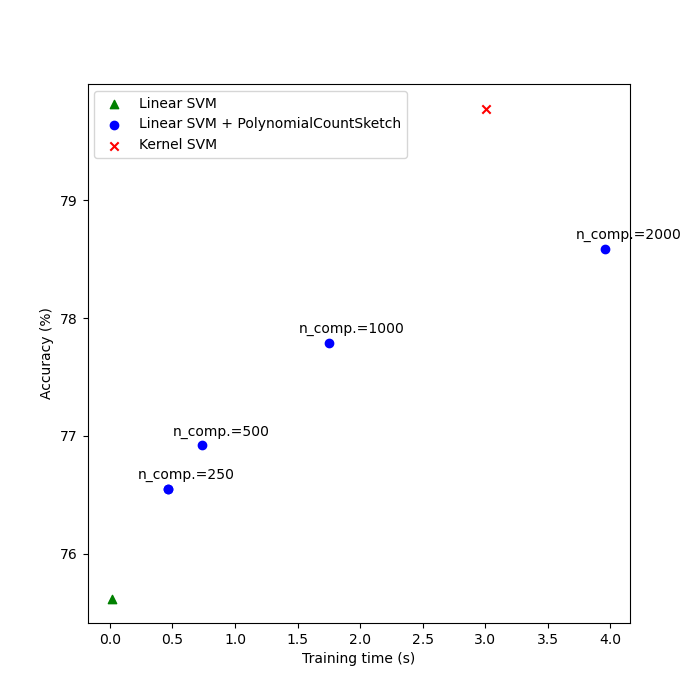 Linear SVM
Linear SVM + PolynomialCountSketch
Kernel SVM
n_comp.=2000
n_comp.=1000
n_comp.=500
n_comp.=250
79
78
77
76
Accuracy (%)
0.0 0.5 1.0 1.5 2.0 2.5 3.0 3.5 4.0
Training time (s)